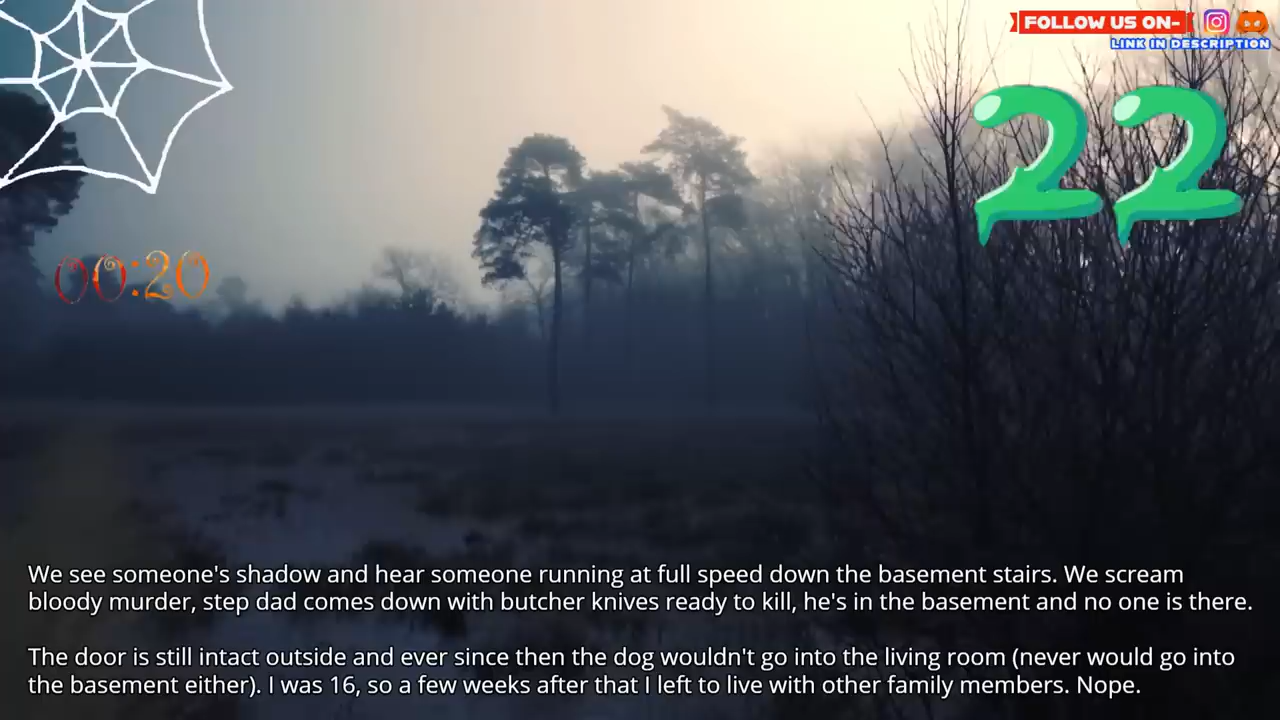 FOLLOW US ON-
LINK IN DESCRIPTION
22
00:20
We see someone's shadow and hear someone running at full speed down the basement stairs. We scream
bloody murder, step dad comes down with butcher knives ready to kill, he's in the basement and no one is there.
The door is still intact outside and ever since then the dog wouldn't go into the living room (never would go into
the basement either). I was 16, so a few weeks after that I left to live with other family members. Nope.